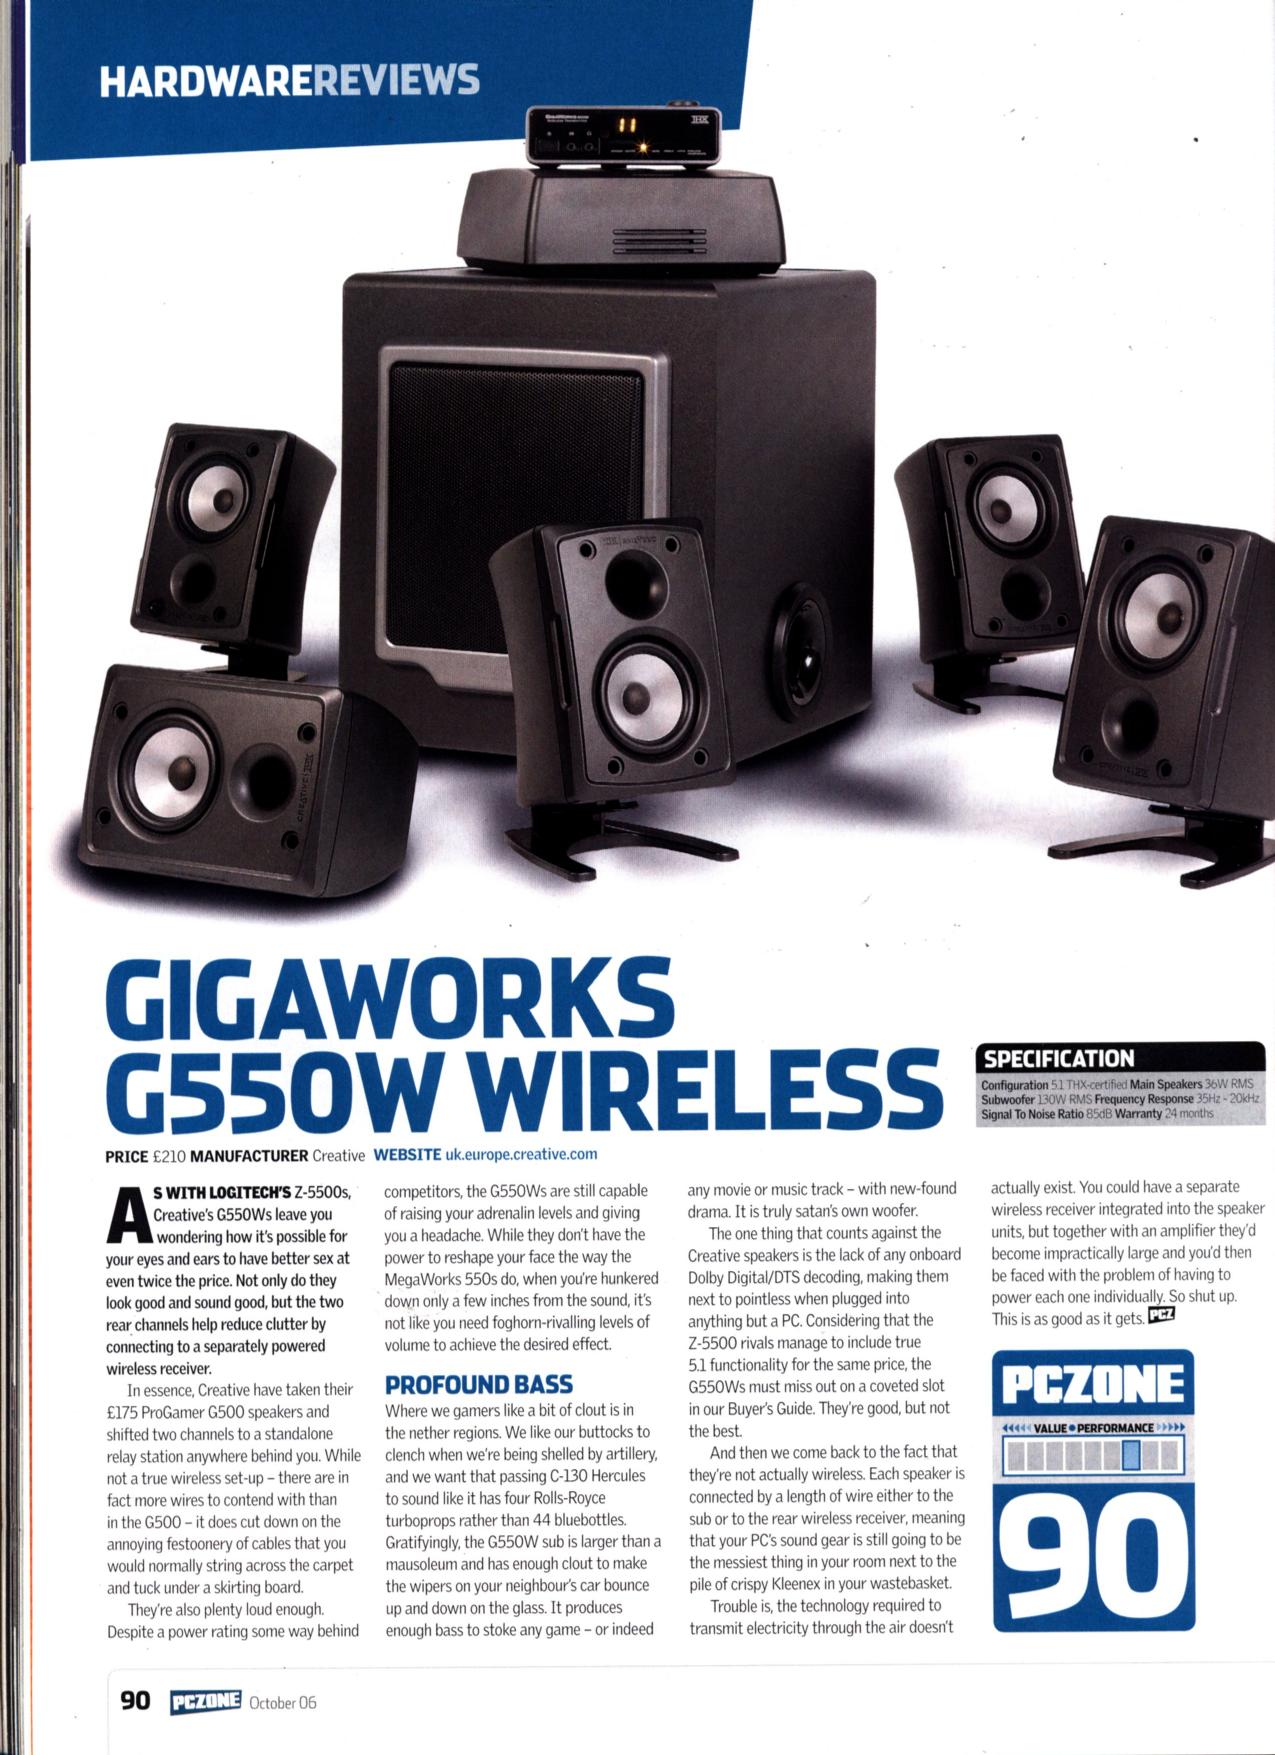 HARDWAREREVIEWS
THX
GIGAWORKS
G550W WIRELESS
PRICE £210 MANUFACTURER Creative WEBSITE uk.europe.creative.com
SPECIFICATION
Configuration 5.1 THX-certified Main Speakers 36W RMS
Subwoofer 130W RMS Frequency Response 35Hz - 20kHz
Signal To Noise Ratio 85dB Warranty 24 months
AS WITH LOGITECH'S Z-5500s,
Creative's G550Ws leave you
wondering how it's possible for
your eyes and ears to have better sex at
even twice the price. Not only do they
look good and sound good, but the two
rear channels help reduce clutter by
connecting to a separately powered
wireless receiver.
In essence, Creative have taken their
£175 ProGamer G500 speakers and
shifted two channels to a standalone
relay station anywhere behind you. While
not a true wireless set-up – there are in
fact more wires to contend with than
in the G500 – it does cut down on the
annoying festoonery of cables that you
would normally string across the carpet
and tuck under a skirting board.
They're also plenty loud enough.
Despite a power rating some way behind
competitors, the G550Ws are still capable
of raising your adrenalin levels and giving
you a headache. While they don't have the
power to reshape your face the way the
MegaWorks 550s do, when you're hunkered
down only a few inches from the sound, it's
not like you need foghorn-rivalling levels of
volume to achieve the desired effect.
PROFOUND BASS
Where we gamers like a bit of clout is in
the nether regions. We like our buttocks to
clench when we're being shelled by artillery,
and we want that passing C-130 Hercules
to sound like it has four Rolls-Royce
turboprops rather than 44 bluebottles.
Gratifyingly, the G550W sub is larger than a
mausoleum and has enough clout to make
the wipers on your neighbour's car bounce
up and down on the glass. It produces
enough bass to stoke any game – or indeed
any movie or music track – with new-found
drama. It is truly satan's own woofer.
The one thing that counts against the
Creative speakers is the lack of any onboard
Dolby Digital/DTS decoding, making them
next to pointless when plugged into
anything but a PC. Considering that the
Z-5500 rivals manage to include true
5.1 functionality for the same price, the
G550Ws must miss out on a coveted slot
in our Buyer's Guide. They're good, but not
the best.
And then we come back to the fact that
they're not actually wireless. Each speaker is
connected by a length of wire either to the
sub or to the rear wireless receiver, meaning
that your PC's sound gear is still going to be
the messiest thing in your room next to the
pile of crispy Kleenex in your wastebasket.
Trouble is, the technology required to
transmit electricity through the air doesn't
actually exist. You could have a separate
wireless receiver integrated into the speaker
units, but together with an amplifier they'd
become impractically large and you'd then
be faced with the problem of having to
power each one individually. So shut up.
This is as good as it gets. PCZ
PCZONE
VALUE • PERFORMANCE
90
90 PCZONE October 06